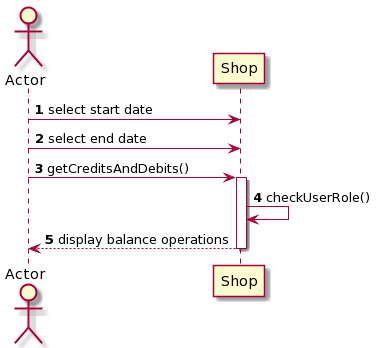 Actor
Shop
1 select start date
2 select end date
3 getCreditsAndDebits()
4 checkUserRole()
5 display balance operations
Actor
Shop